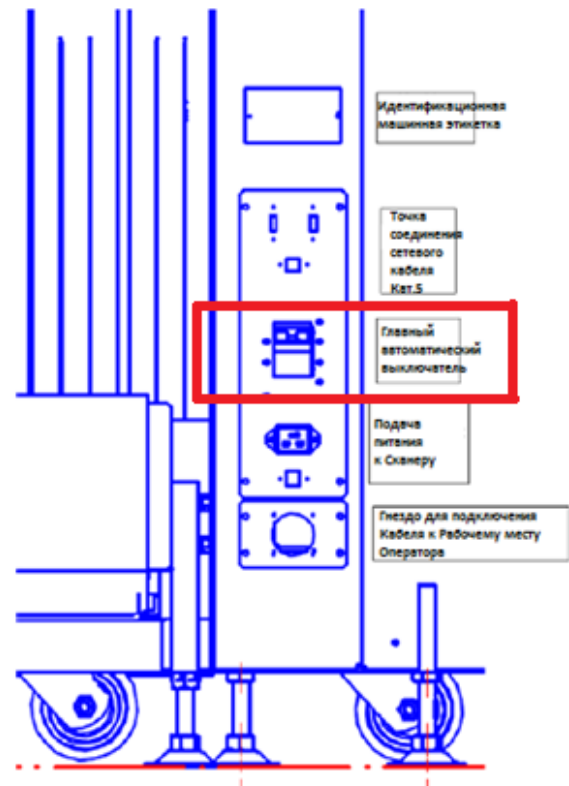 Идентификационная
машинная этикетка
Точка
соединения
сетевого
кабеля
Кат.5
Главный
автоматический
выключатель
Подача
питания
к Сканеру
Гнездо для подключения
Кабеля к Рабочему месту
Оператора